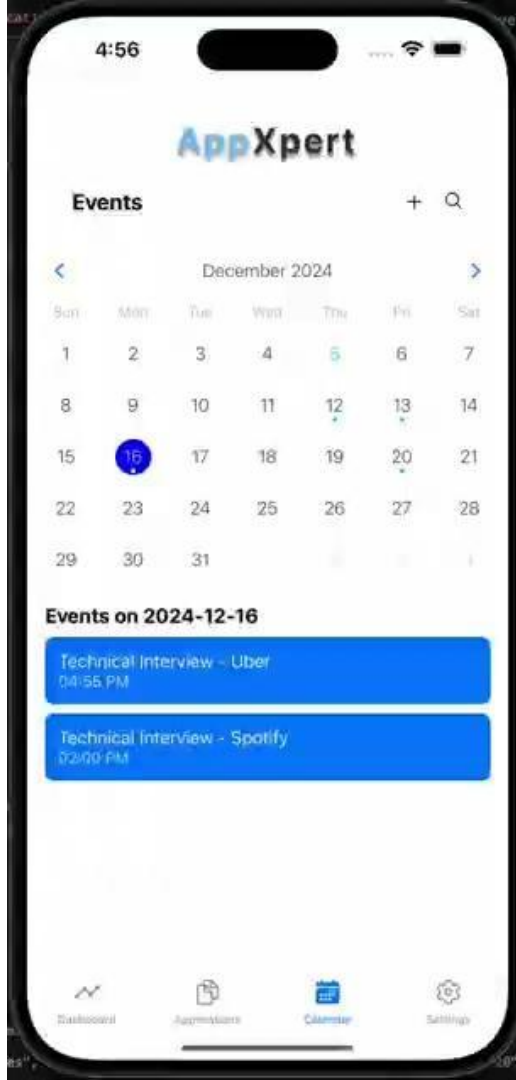 4:56
AppXpert
Events
December 2024
Sun Mon Tue Wed Thu Fri Sat
1 2 3 4 5 6 7
8 9 10 11 12 13 14
15 16 17 18 19 20 21
22 23 24 25 26 27 28
29 30 31
Events on 2024-12-16
Technical Interview - Uber
04:55 PM
Technical Interview - Spotify
02:00 PM
Dashboard Applications Calendar Settings